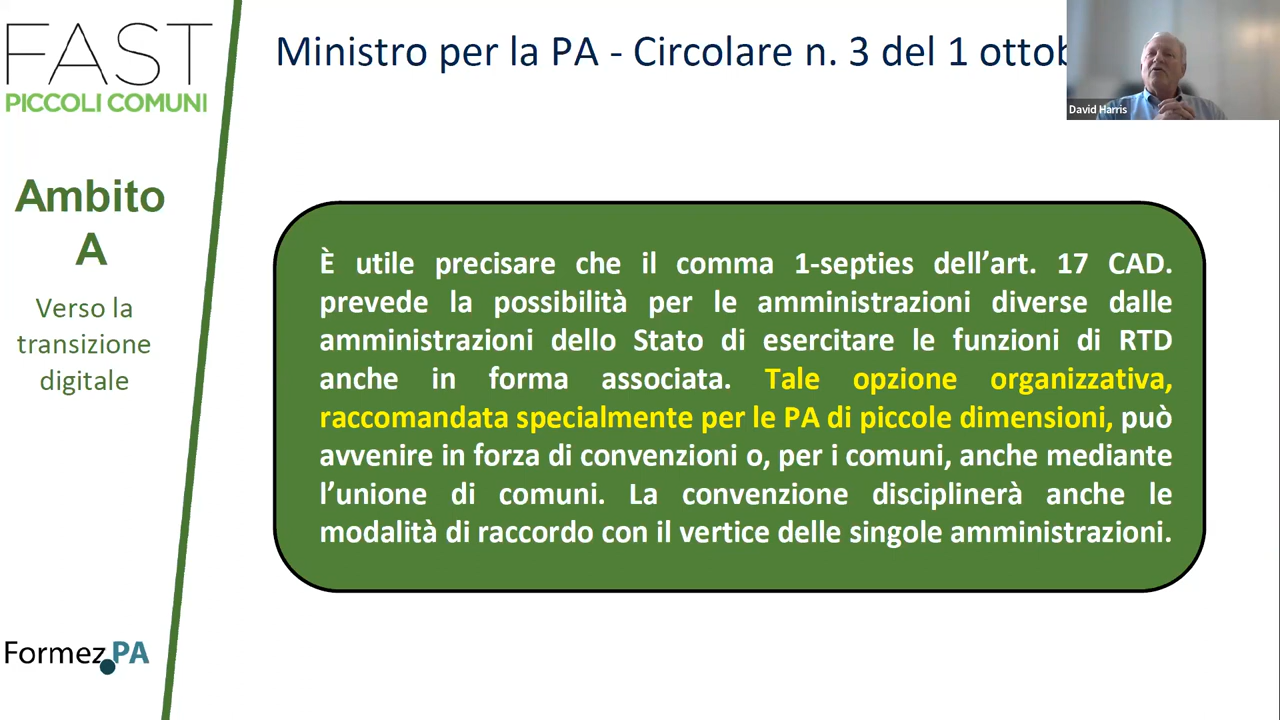 FAST
PICCOLI COMUNI
Ministro per la PA - Circolare n. 3 del 1
David Harris
Ambito
A
Verso la
transizione
digitale
È utile precisare che il comma 1-septies dell’art. 17 CAD.
prevede la possibilità per le amministrazioni diverse dalle
amministrazioni dello Stato di esercitare le funzioni di RTD
anche in forma associata. Tale opzione organizzativa,
raccomandata specialmente per le PA di piccole dimensioni, può
avvenire in forza di convenzioni o, per i comuni, anche mediante
l’unione di comuni. La convenzione disciplinerà anche le
modalità di raccordo con il vertice delle singole amministrazioni.
Formez PA